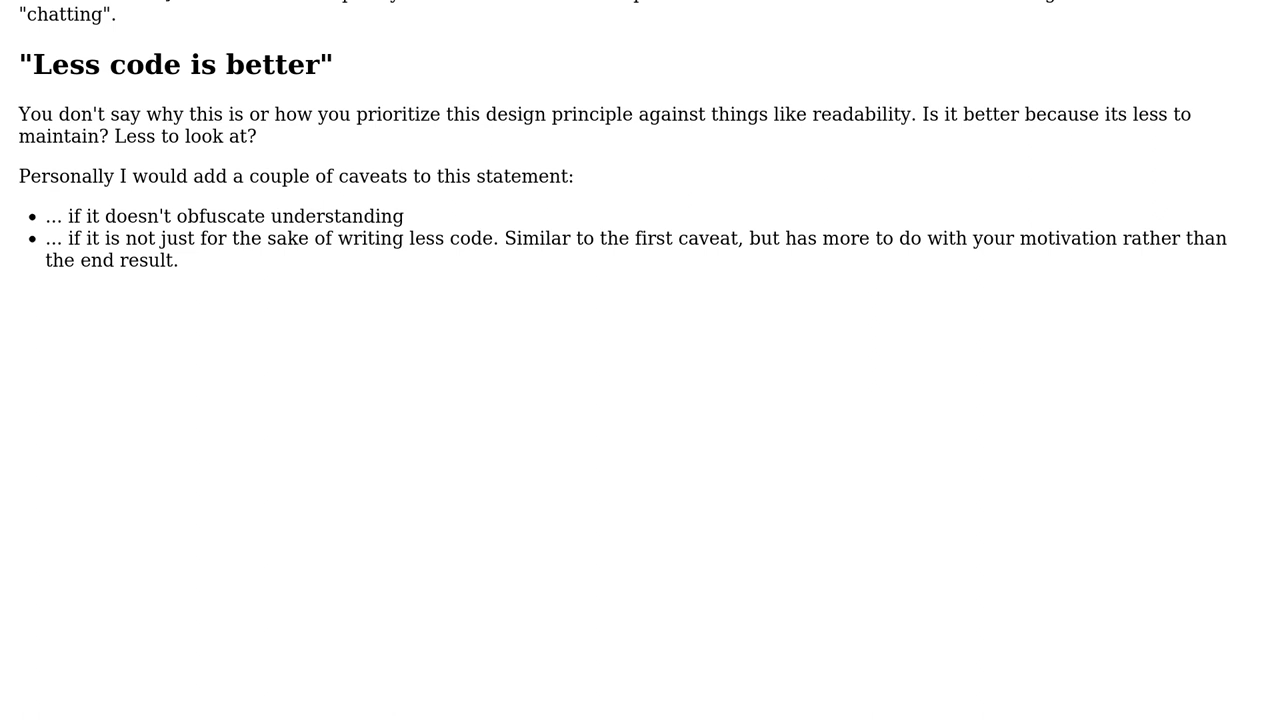 "chatting".
"Less code is better"
You don't say why this is or how you prioritize this design principle against things like readability. Is it better because its less to
maintain? Less to look at?
Personally I would add a couple of caveats to this statement:
• ... if it doesn't obfuscate understanding
• ... if it is not just for the sake of writing less code. Similar to the first caveat, but has more to do with your motivation rather than
the end result.